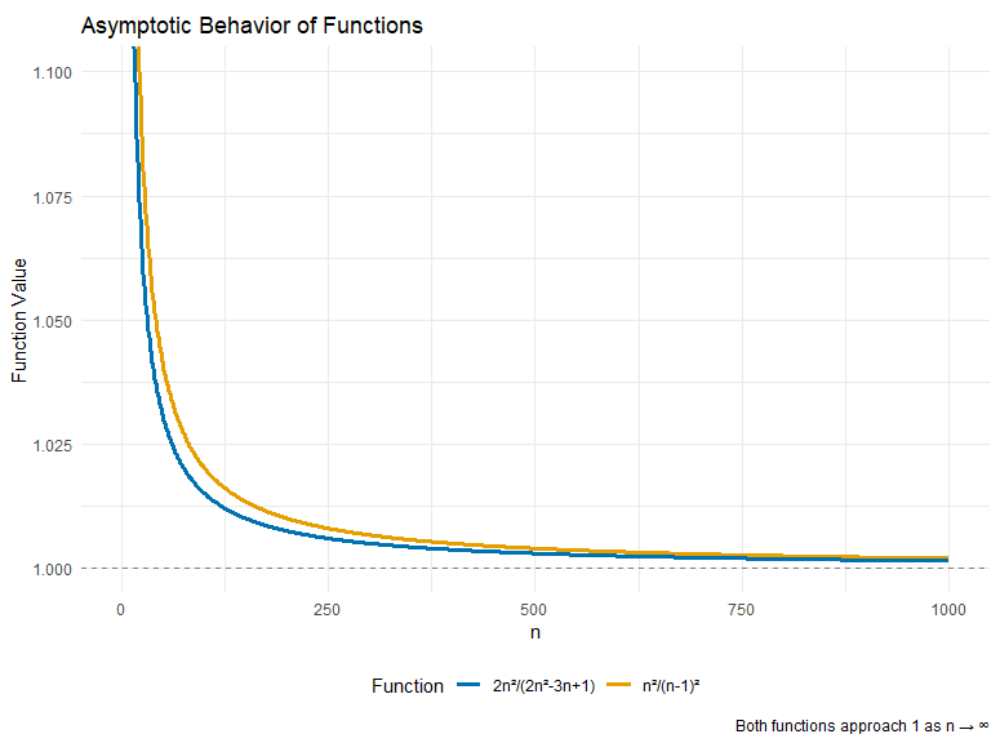 Asymptotic Behavior of Functions
1.100
1.075
1.050
1.025
1.000
Function Value
0 250 500 750 1000
n
Function 2n²/(2n²-3n+1) n²/(n-1)²
Both functions approach 1 as n → ∞